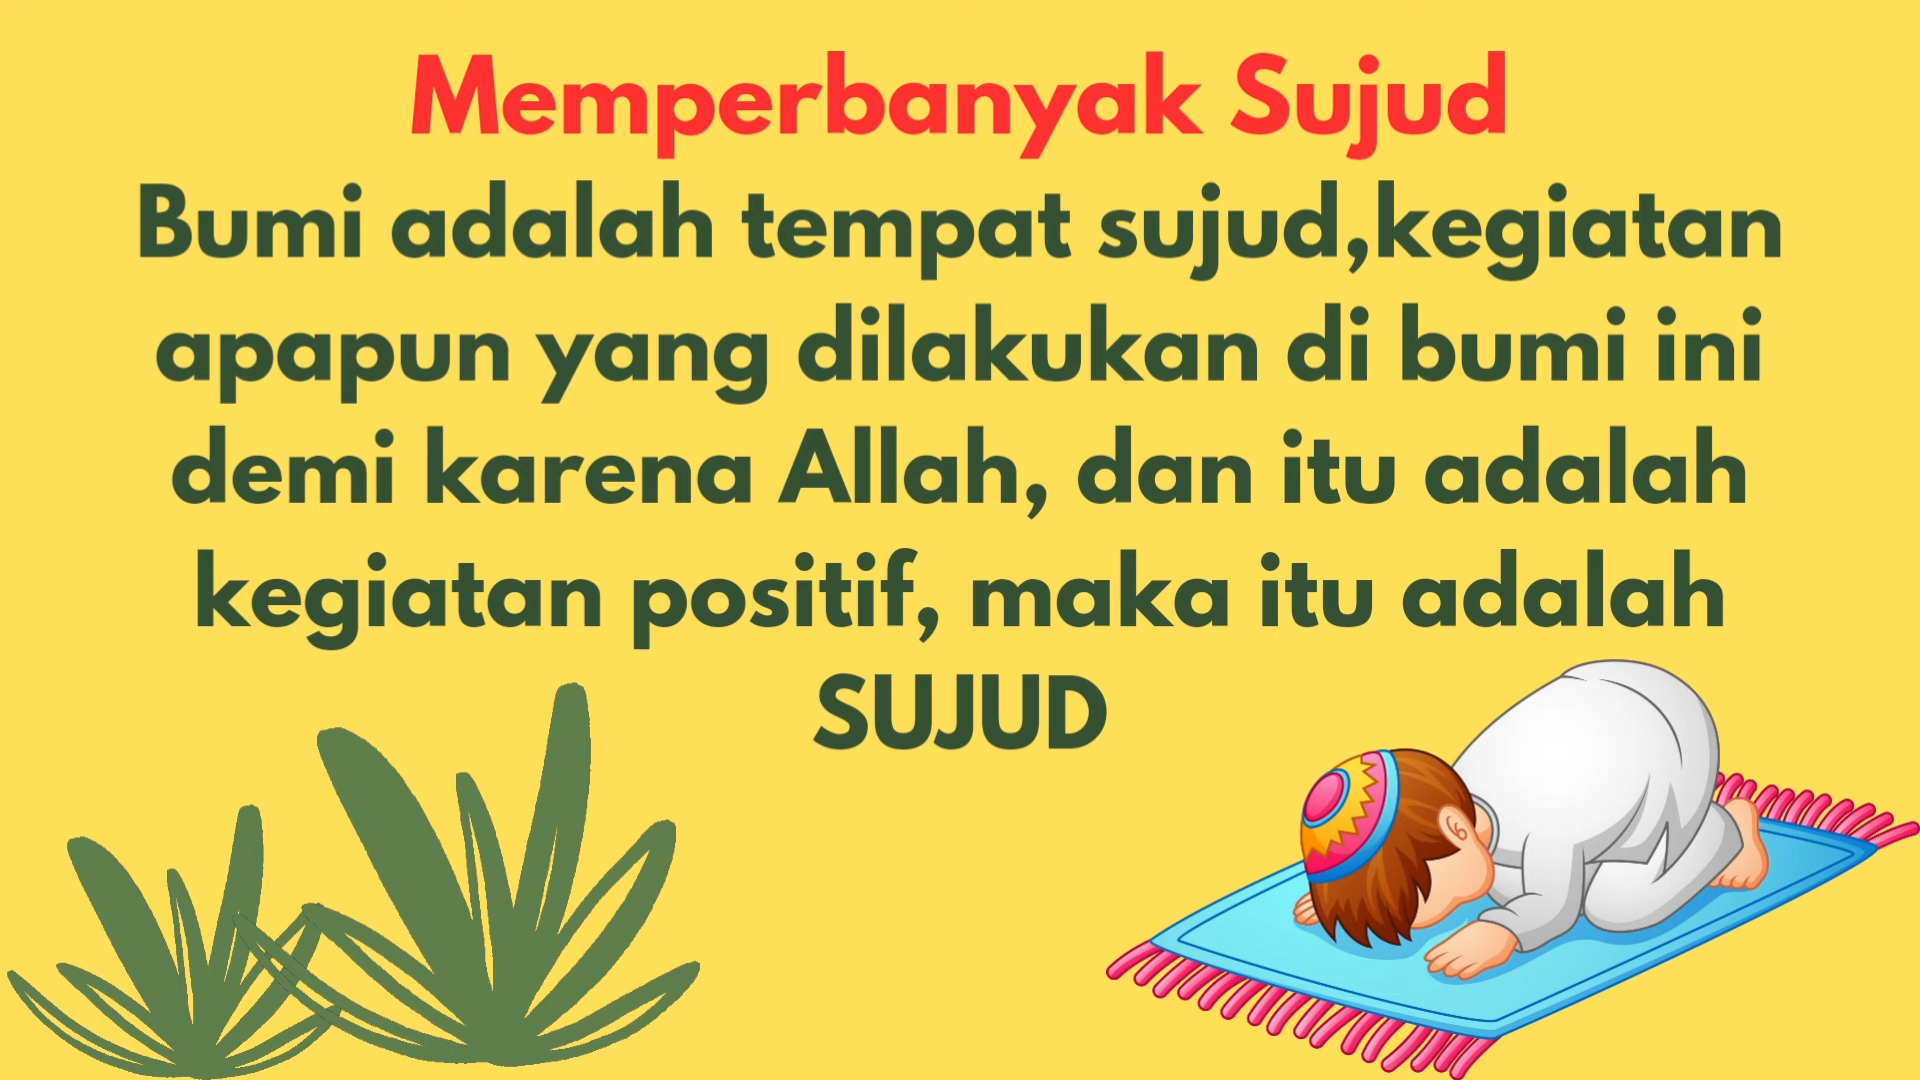 Memperbanyak Sujud
Bumi adalah tempat sujud,kegiatan
apapun yang dilakukan di bumi ini
demi karena Allah, dan itu adalah
kegiatan positif, maka itu adalah
SUJUD